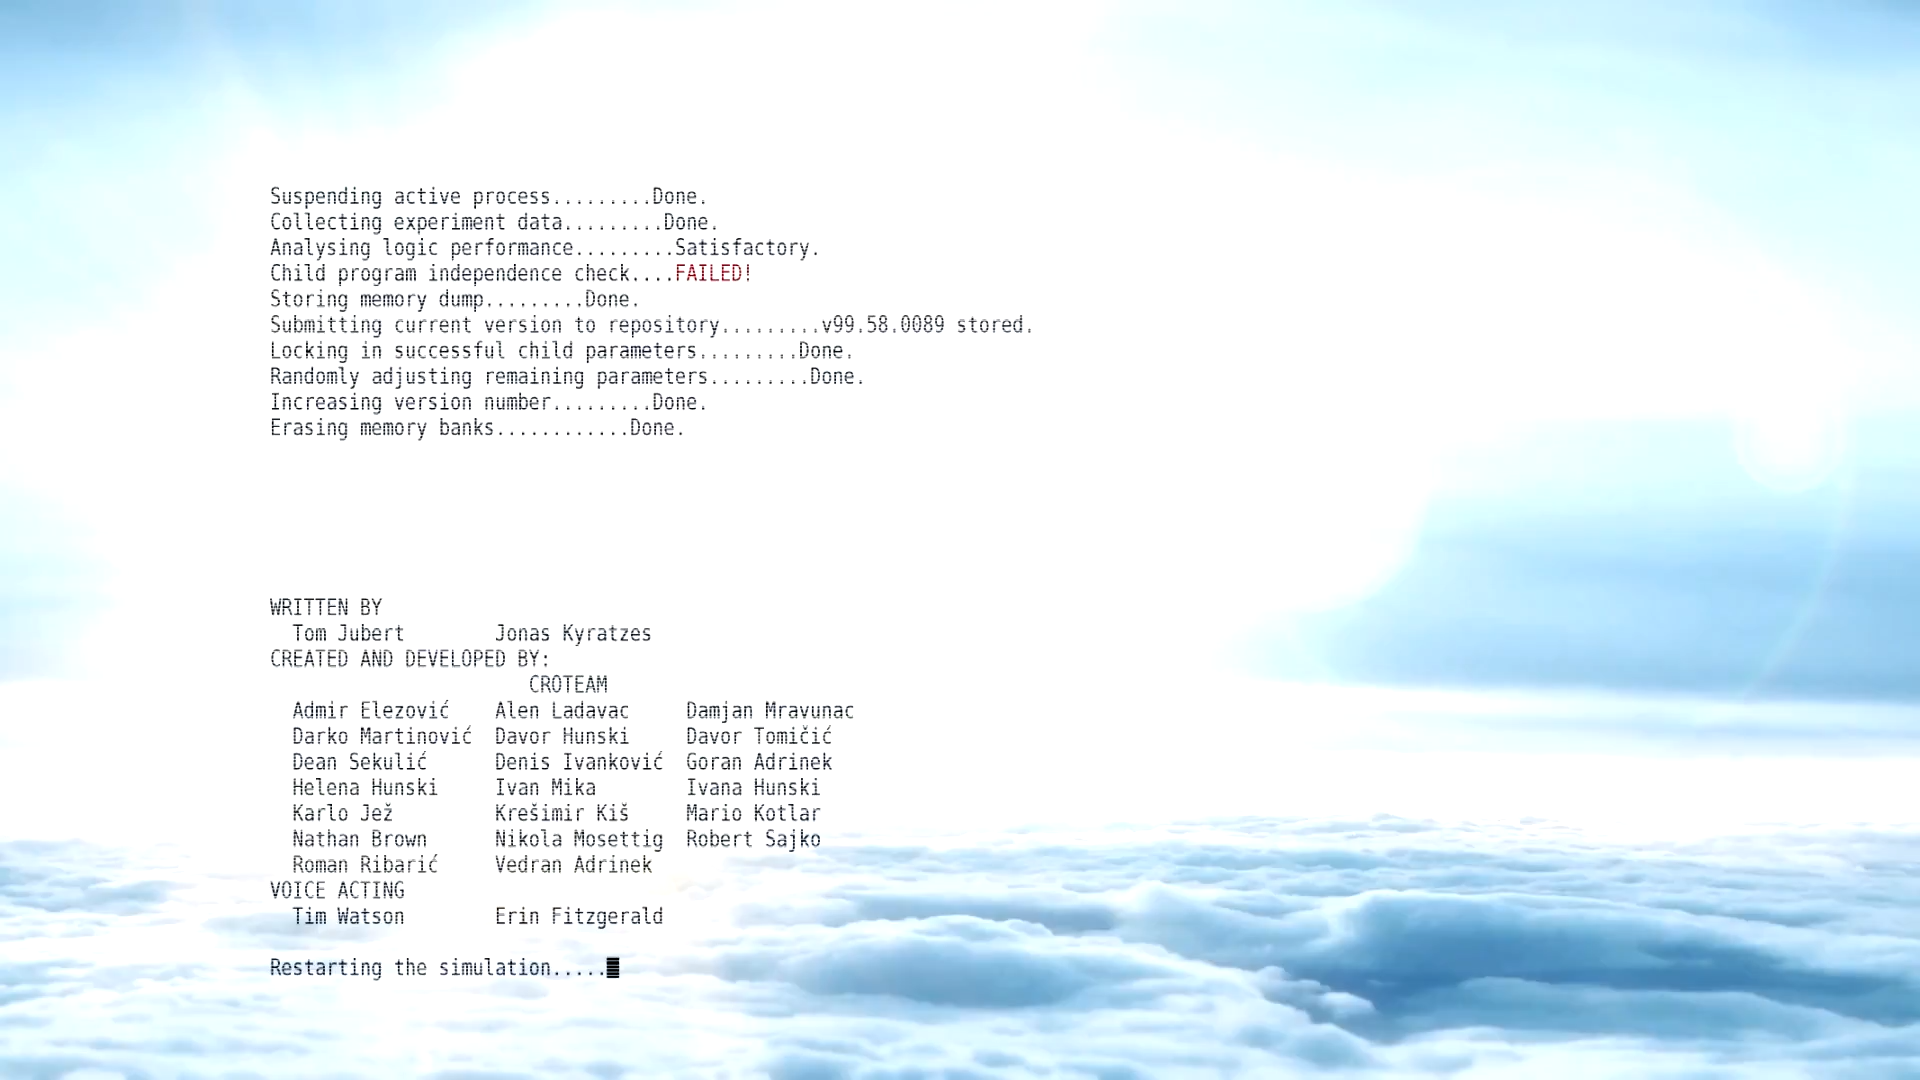 Suspending active process.........Done.
Collecting experiment data.........Done.
Analysing logic performance.........Satisfactory.
Child program independence check....FAILED!
Storing memory dump.........Done.
Submitting current version to repository.........v99.58.0089 stored.
Locking in successful child parameters.........Done.
Randomly adjusting remaining parameters.........Done.
Increasing version number.........Done.
Erasing memory banks............Done.
WRITTEN BY
Tom Jubert Jonas Kyratzes
CREATED AND DEVELOPED BY:
CROTEAM
Admir Elezović Alen Ladavac Damjan Mravunac
Darko Martinović Davor Hunski Davor Tomičić
Dean Sekulić Denis Ivanković Goran Adrinek
Helena Hunski Ivan Mika Ivana Hunski
Karlo Jež Krešimir Kiš Mario Kotlar
Nathan Brown Nikola Mosettig Robert Sajko
Roman Ribarić Vedran Adrinek
VOICE ACTING
Tim Watson Erin Fitzgerald
Restarting the simulation.....